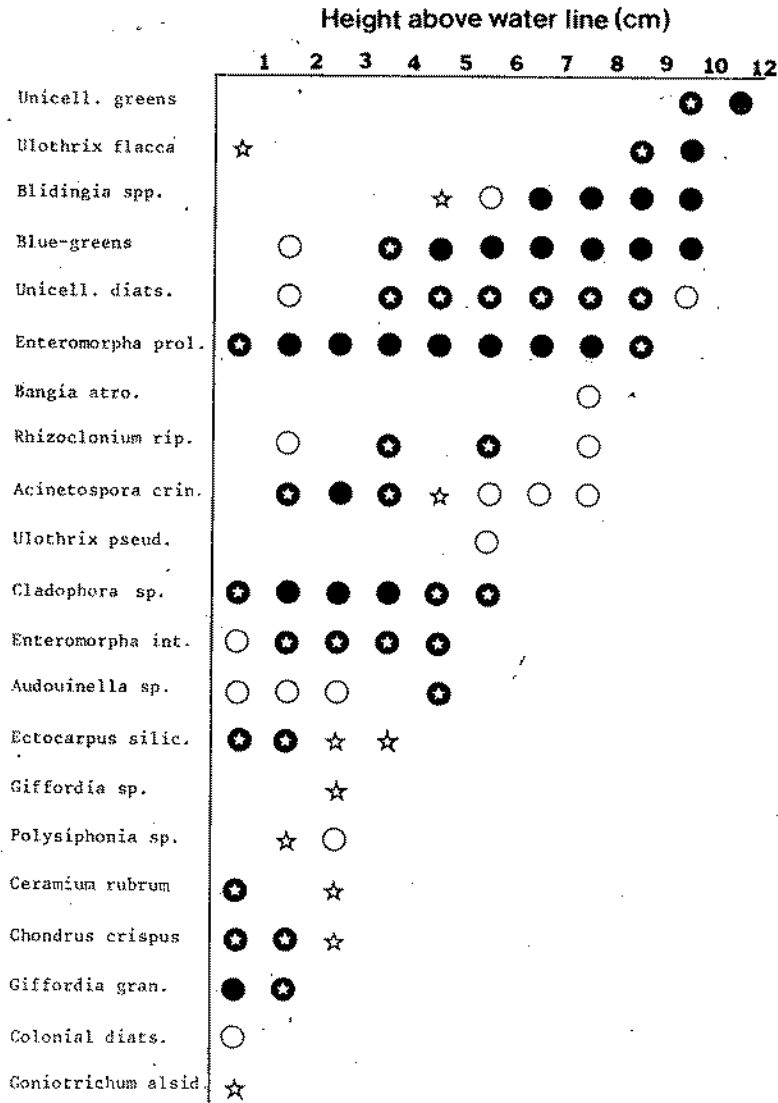 Height above water line (cm)
1 2 3 4 5 6 7 8 9 10 12
Unicell. greens
Ulothrix flacca
Blidingia spp.
Blue-greens
Unicell. diats.
Enteromorpha prol.
Bangia atro.
Rhizoclonium rip.
Acinetospora crin.
Ulothrix pseud.
Cladophora sp.
Enteromorpha int.
Audouinella sp.
Ectocarpus silic.
Giffordia sp.
Polysiphonia sp.
Ceramium rubrum
Chondrus crispus
Giffordia gran.
Colonial diats.
Goniotrichum alsid.